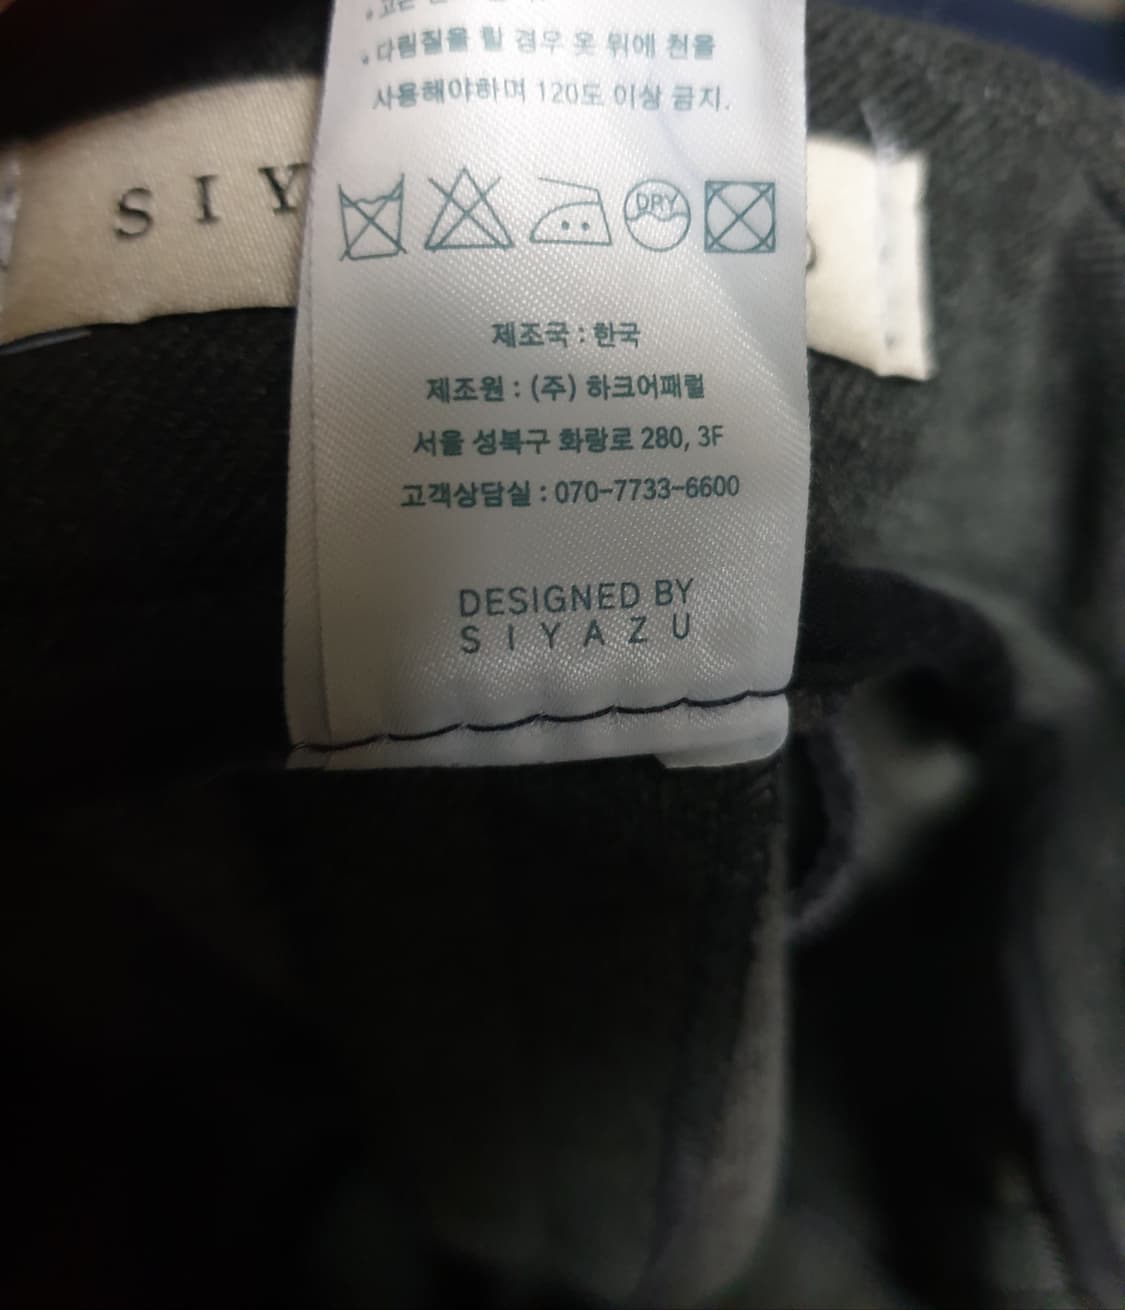 • 다림질을 할 경우 옷 위에 천을
사용해야하며 120도 이상 금지.
SIY
DRY
제조국 : 한국
제조원 : (주) 하크어패럴
서울 성북구 화랑로 280, 3F
고객상담실 : 070-7733-6600
DESIGNED BY
SIYAZU